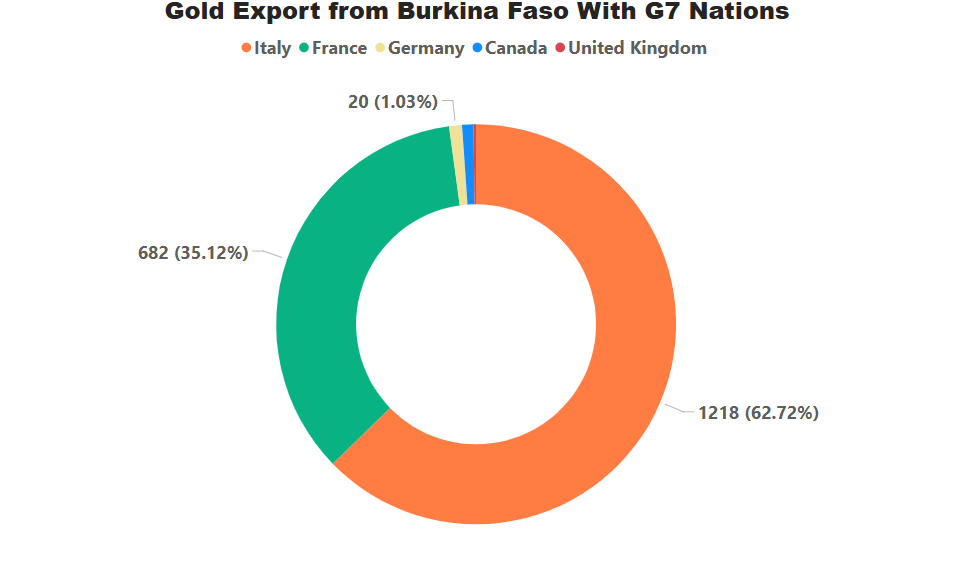 Gold Export from Burkina Faso With G7 Nations
Italy France Germany Canada United Kingdom
20 (1.03%)
682 (35.12%)
1218 (62.72%)